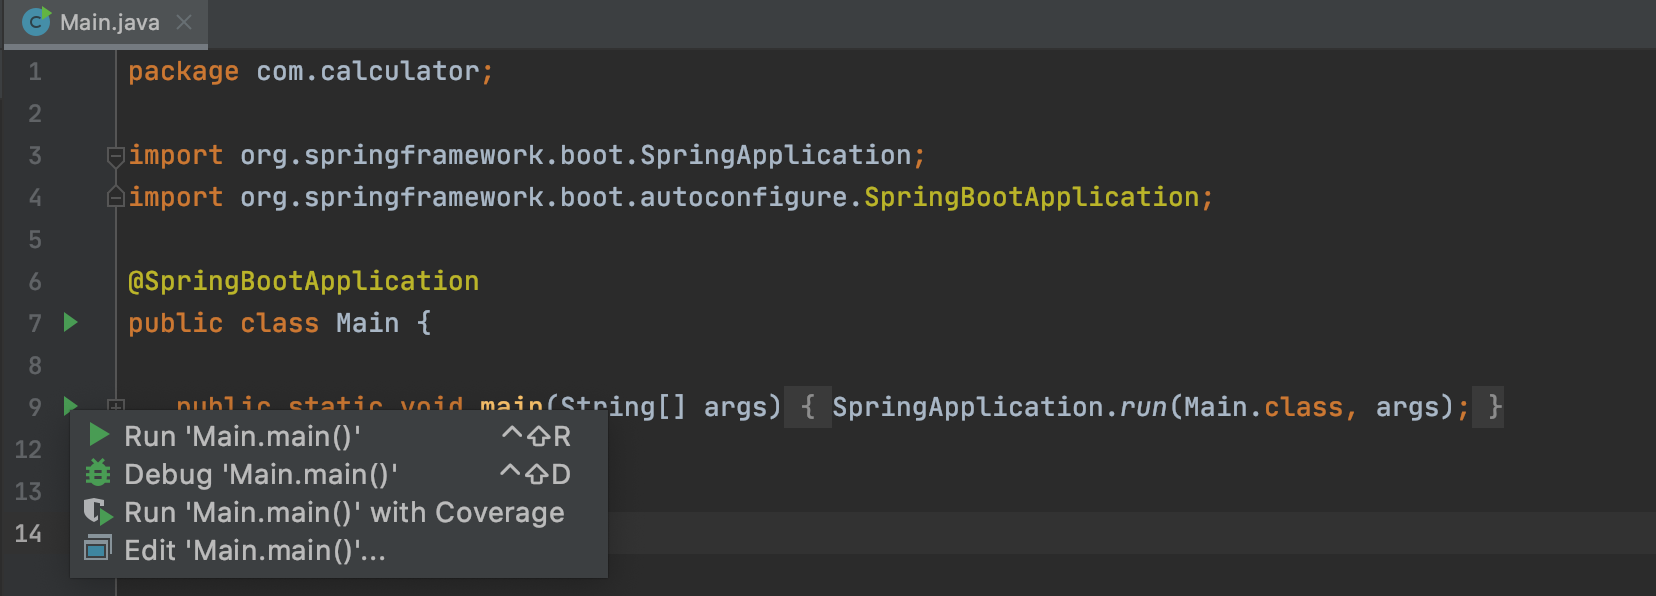 Main.java
1 package com.calculator;
2
3 import org.springframework.boot.SpringApplication;
4 import org.springframework.boot.autoconfigure.SpringBootApplication;
5
6 @SpringBootApplication
7 public class Main {
8
9 public static void main(String[] args) { SpringApplication.run(Main.class, args); }
12
13
14
Run 'Main.main()' ^⇧R
Debug 'Main.main()' ^⇧D
Run 'Main.main()' with Coverage
Edit 'Main.main()'...